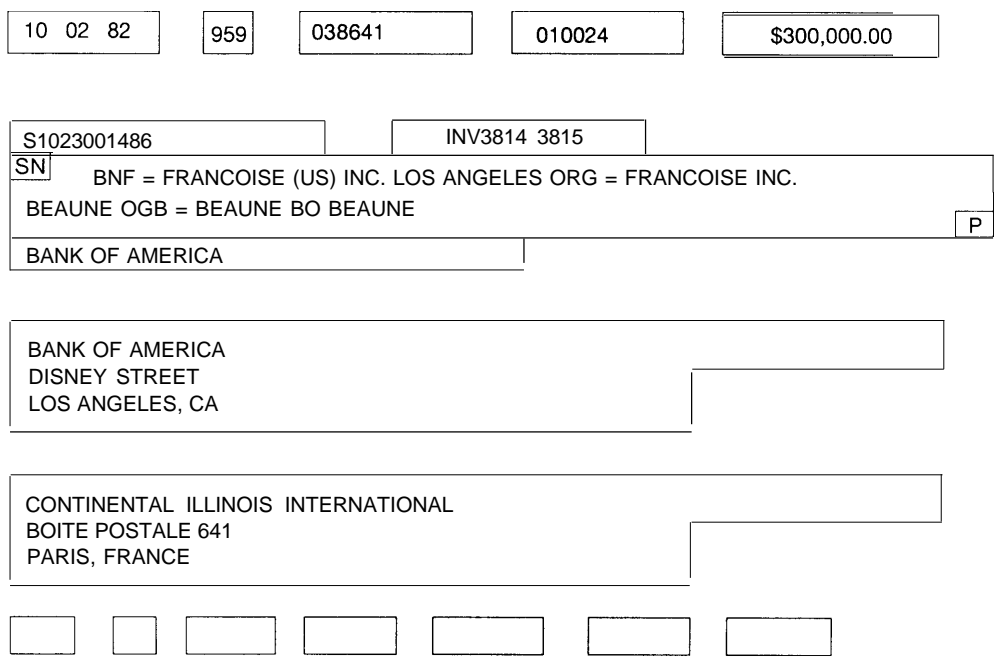 10 02 82 959 038641 010024 $300,000.00
S1023001486 INV3814 3815
SN BNF = FRANCOISE (US) INC. LOS ANGELES ORG = FRANCOISE INC.
BEAUNE OGB = BEAUNE BO BEAUNE
P
BANK OF AMERICA
BANK OF AMERICA
DISNEY STREET
LOS ANGELES, CA
CONTINENTAL ILLINOIS INTERNATIONAL
BOITE POSTALE 641
PARIS, FRANCE